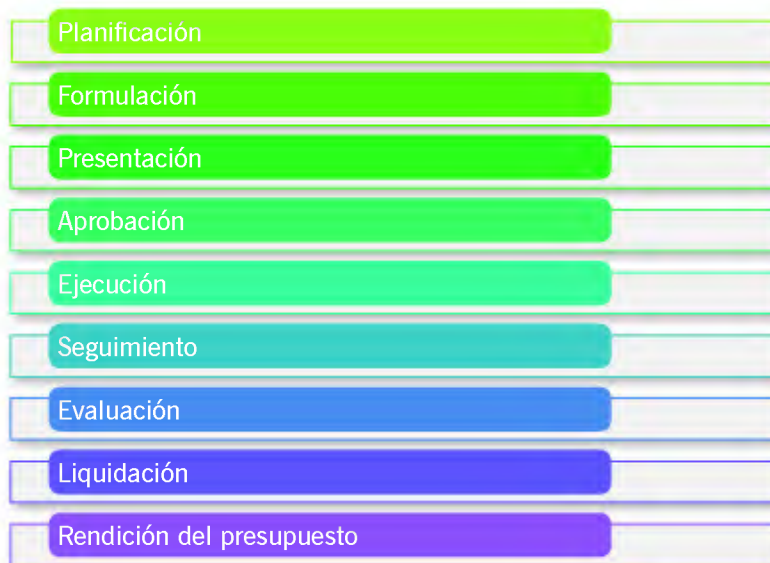 Planificación
Formulación
Presentación
Aprobación
Ejecución
Seguimiento
Evaluación
Liquidación
Rendición del presupuesto